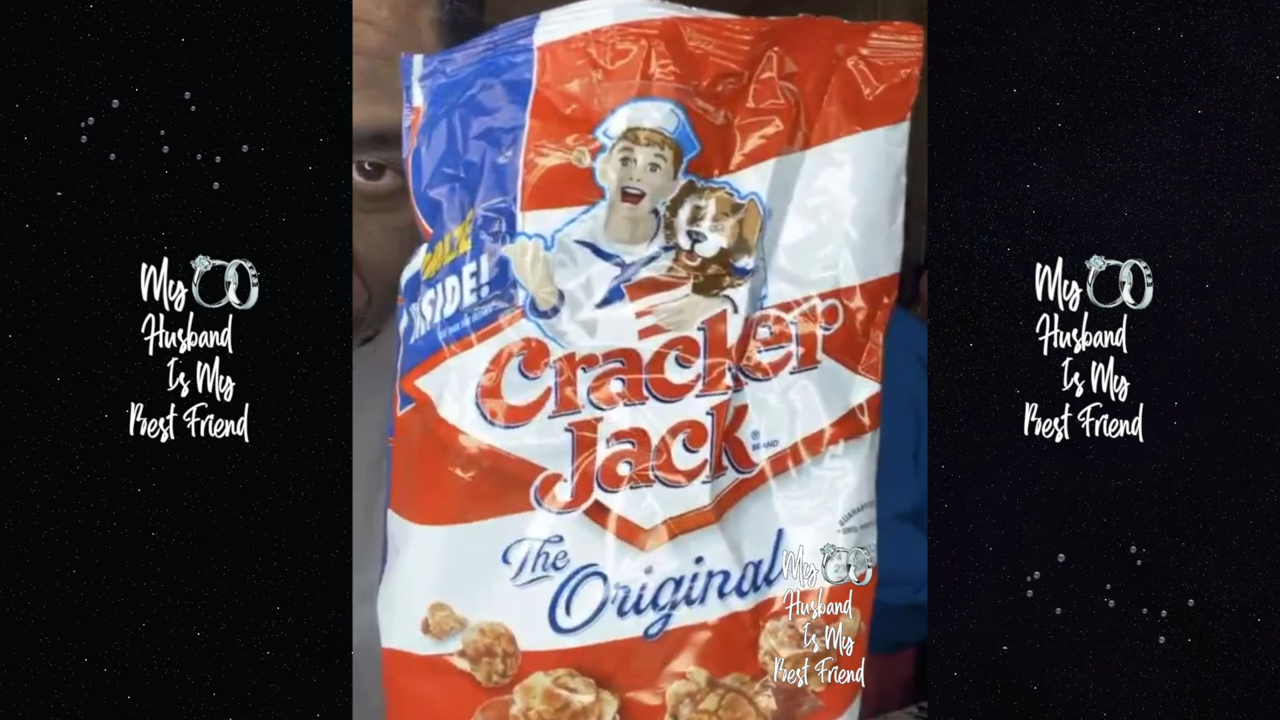 My
Husband
Is My
Best Friend
INSIDE!
Cracker
Jack
®
BRAND
The
Original
My
Husband
Is My
Best Friend
My
Husband
Is My
Best Friend